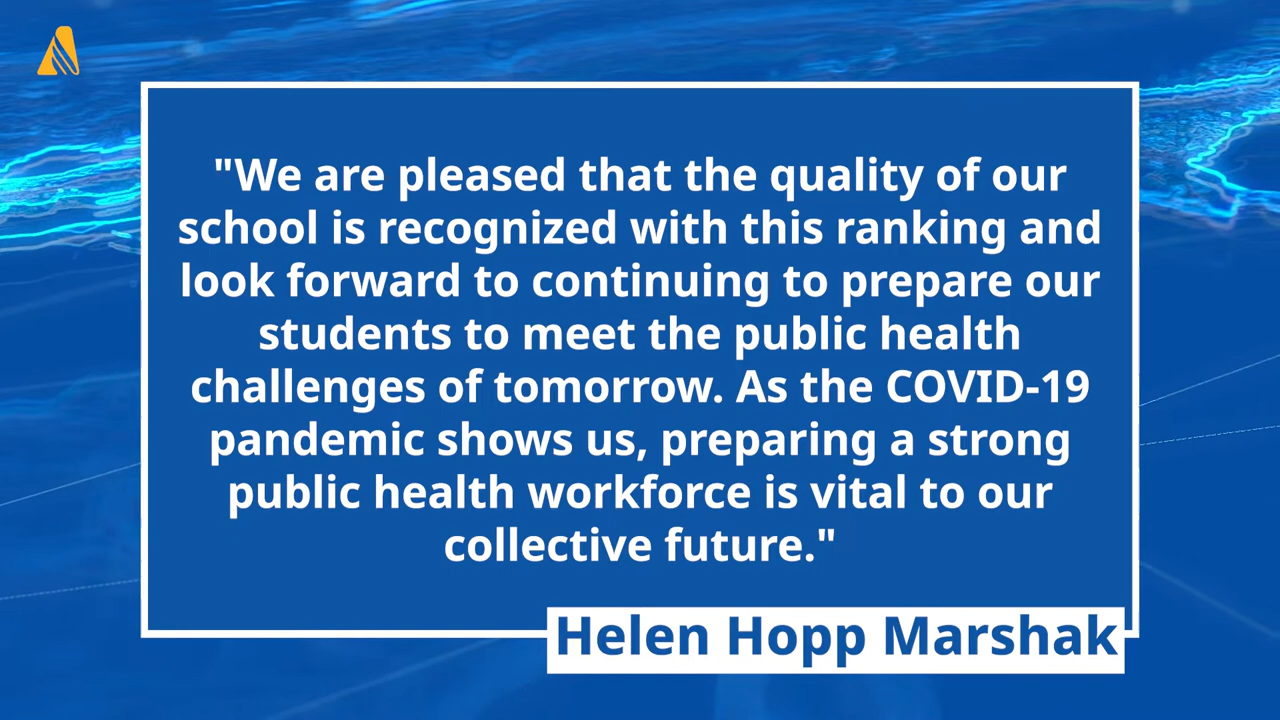 "We are pleased that the quality of our
school is recognized with this ranking and
look forward to continuing to prepare our
students to meet the public health
challenges of tomorrow. As the COVID-19
pandemic shows us, preparing a strong
public health workforce is vital to our
collective future."
Helen Hopp Marshak